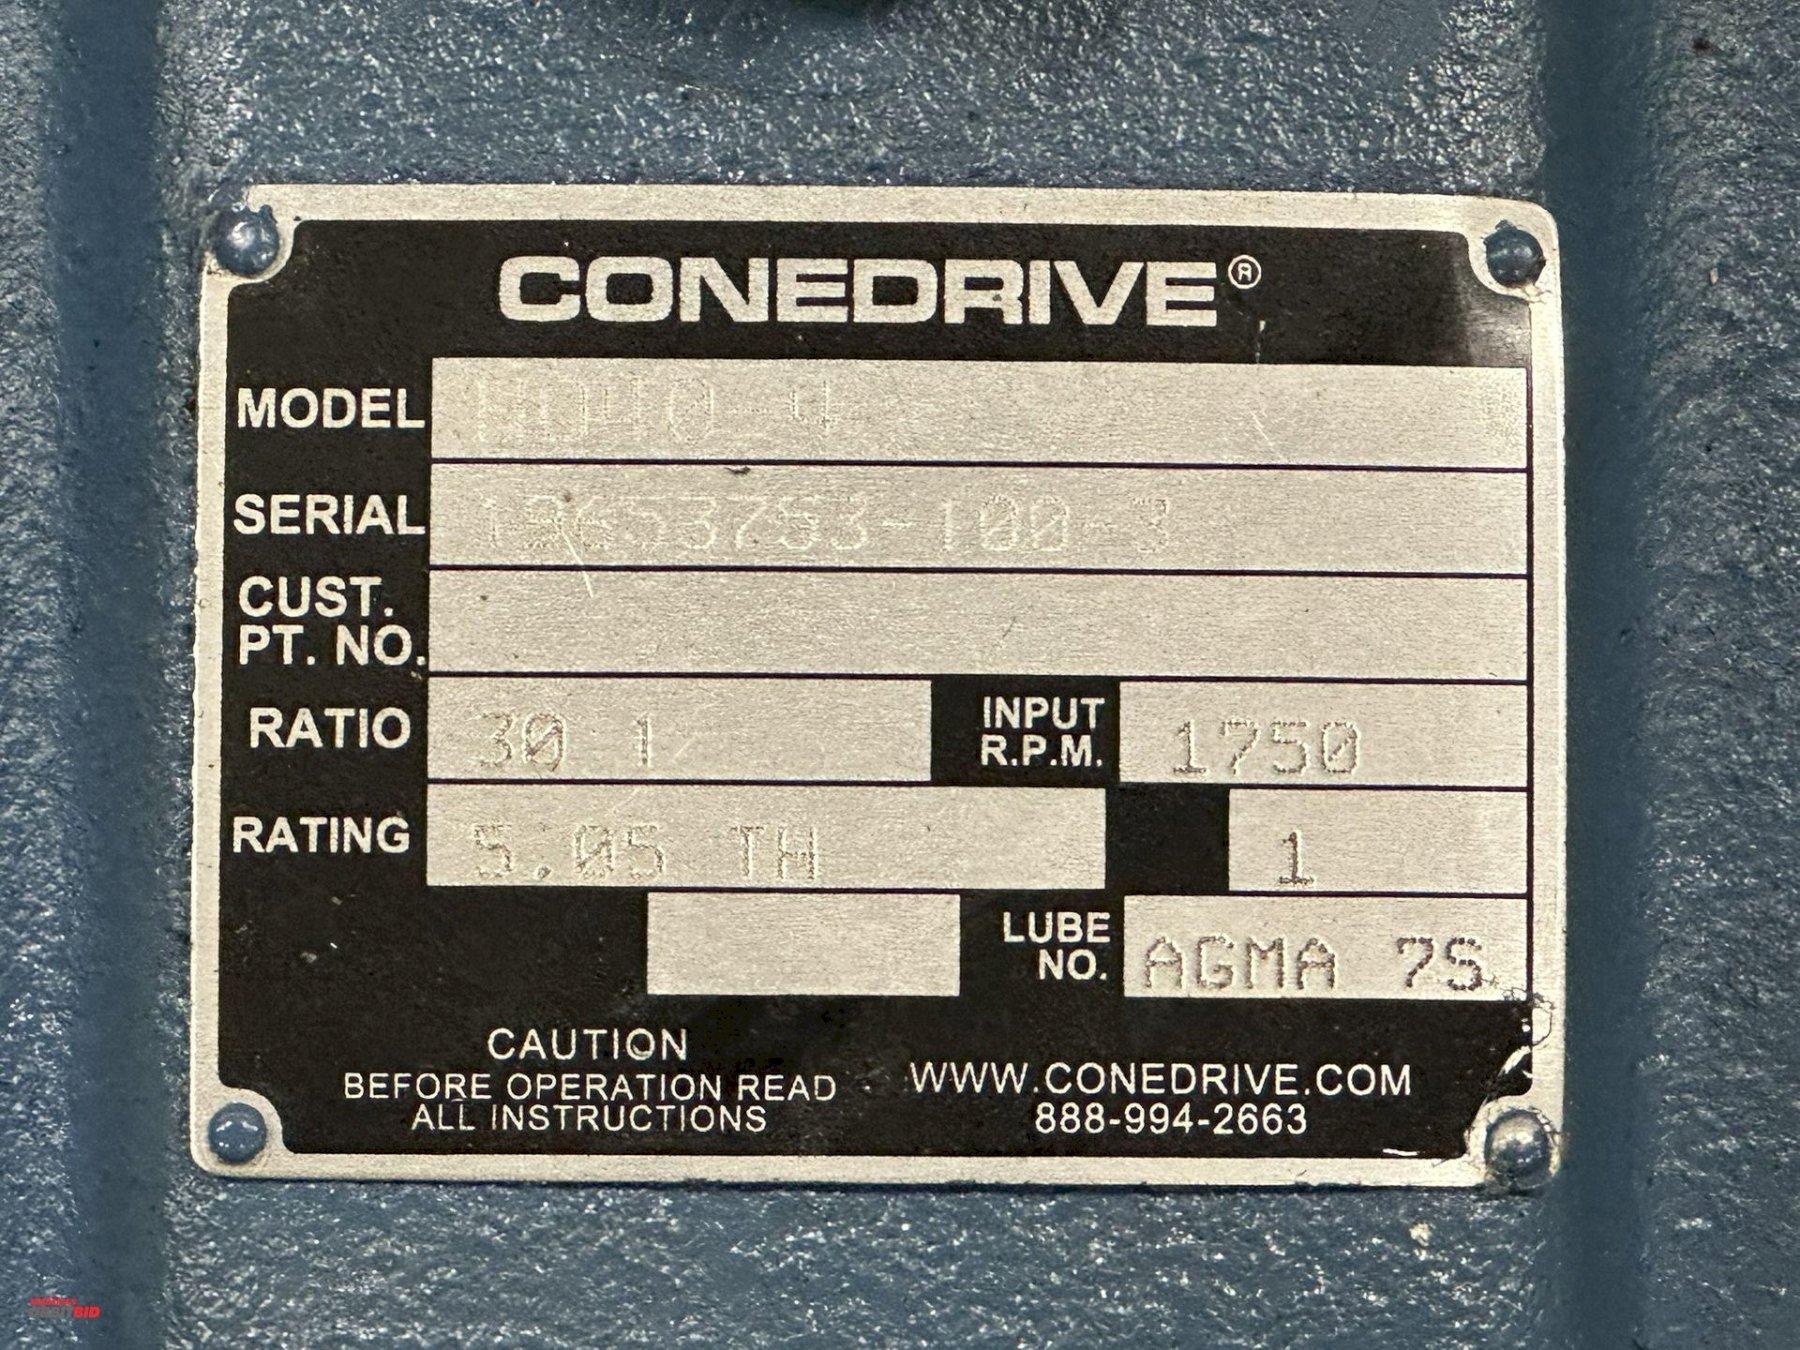 CONEDRIVE®
MODEL
SERIAL
CUST.
PT. NO.
RATIO 30 1
INPUT
R.P.M. 1750
RATING 5.05 TH 1
LUBE
NO. AGMA 7S
CAUTION
BEFORE OPERATION READ
ALL INSTRUCTIONS
WWW.CONEDRIVE.COM
888-994-2663
BID